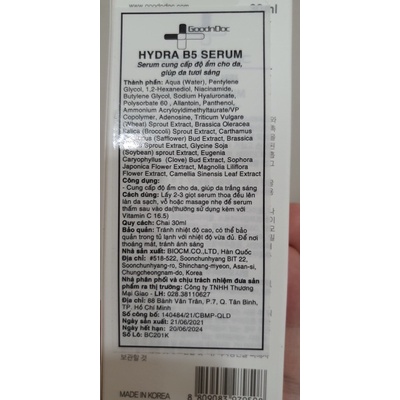 www.goodndoc.com
GoodnDoc
HYDRA B5 SERUM
Serum cung cấp độ ẩm cho da,
giúp da tươi sáng
Thành phần: Aqua (Water), Pentylene
Glycol, 1,2-Hexanediol, Niacinamide,
Butylene Glycol, Sodium Hyaluronate,
Polysorbate 60 , Allantoin, Panthenol,
Ammonium Acryloyldimethyltaurate/VP
Copolymer, Adenosine, Triticum Vulgare
(Wheat) Sprout Extract, Brassica Oleracea
Italica (Broccoli) Sprout Extract, Carthamus
Tinctorius (Safflower) Bud Extract, Brassica
Sprout Extract, Glycine Soja
(Soybean) sprout Extract, Eugenia
Caryophyllus (Clove) Bud Extract, Sophora
Japonica Flower Extract, Magnolia Liliflora
Flower Extract, Camellia Sinensis Leaf Extract
Công dụng:
- Cung cấp độ ẩm cho da, giúp da trắng sáng
Cách dùng: Lấy 2-3 giọt serum thoa đều lên
làn da sạch, vỗ hoặc massage nhẹ để serum
thấm sau vào da(thường sử dụng kèm với
Vitamin C 16.5)
Quy cách: Chai 30ml
Bảo quản: Tránh nhiệt độ cao, có thể bảo
quản trong tủ lạnh với nhiệt độ vừa đủ. Để nơi
thoáng mát, tránh ánh sáng
Nhà sản xuất: BIOCM.CO.,LTD/Hàn Quốc
Địa chỉ: #518-522, Soonchunhyang BIT 22,
Soonchunhyang-ro, Shinchang-myeon, Asan-si,
Chungcheongnam-do, Korea
Nhà phân phối và chịu trách nhiệm đưa sản
phẩm ra thị trường: Công ty TNHH Thương
Mại Giao - LH: 028.38110627
Địa chỉ: 88 Bành Văn Trân, P.7, Q. Tân Bình,
TP. Hồ Chí Minh
Số công bố: 140484/21/CBMP-QLD
Ngày sản xuất: 21/06/2021
Ngày hết hạn: 20/06/2024
Số Lô: BC201K
보관할 것
MADE IN KOREA